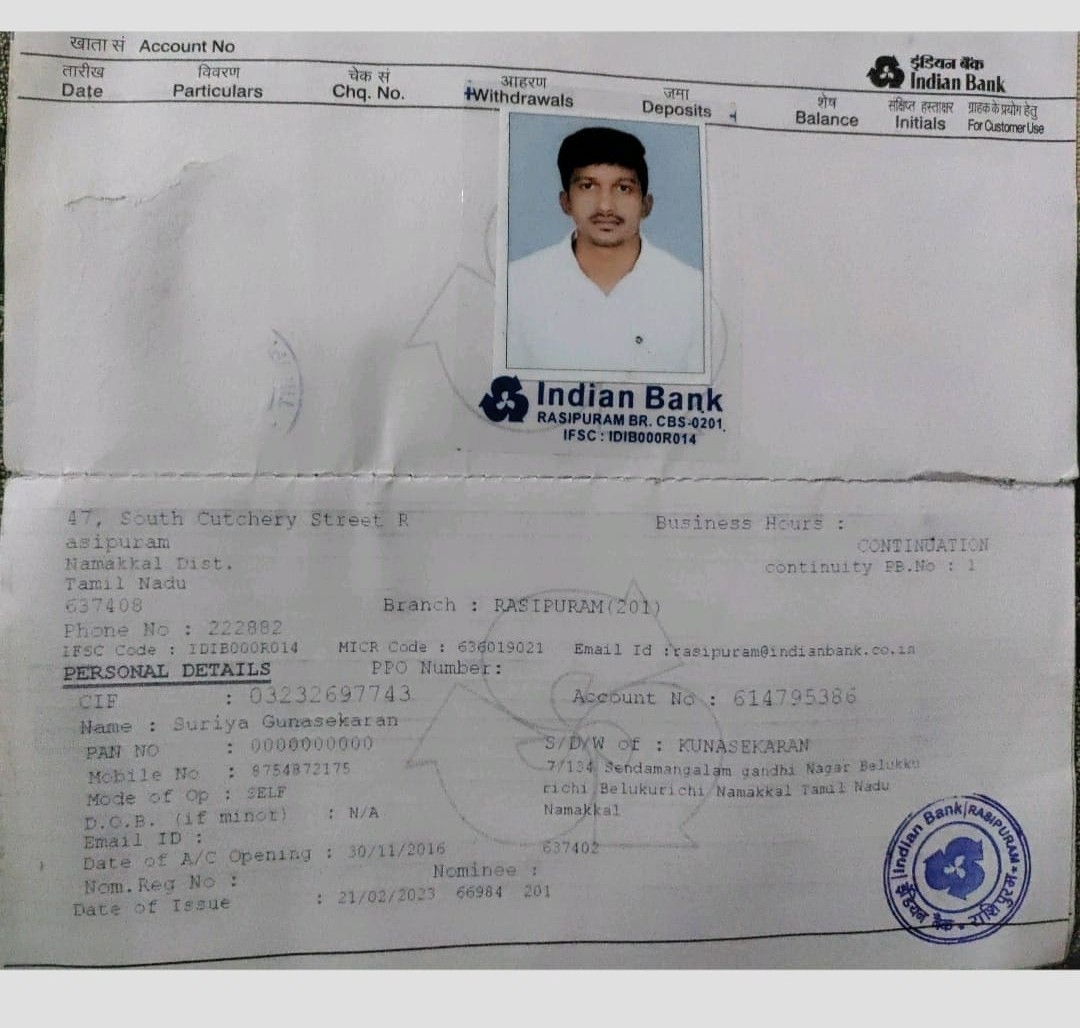 खाता सं Account No
इंडियन बैंक
Indian Bank
तारीख विवरण चेक सं आहरण जमा शेष संक्षिप्त हस्ताक्षर ग्राहक के प्रयोग हेतु
Date Particulars Chq. No. Withdrawals Deposits Balance Initials For Customer Use
Indian Bank
RASIPURAM BR. CBS-0201.
IFSC : IDIB000R014
47, South Cutchery Street R Business Hours :
asipuram CONTINUATION
Namakkal Dist. continuity PB.No : 1
Tamil Nadu
637408 Branch : RASIPURAM(201)
Phone No : 222882
IFSC Code : IDIB000R014 MICR Code : 636019021 Email Id :rasipuram@indianbank.co.in
PERSONAL DETAILS PPO Number:
CIF : 03232697743 Account No : 614795386
Name : Suriya Gunasekaran
PAN NO : 0000000000 S/D/W of : KUNASEKARAN
Mobile No : 8754872175 7/134 Sendamangalam gandhi Nagar Belukku
Mode of Op : SELF richi Belukurichi Namakkal Tamil Nadu
D.O.B. (if minor) : N/A Namakkal
Email ID :
Date of A/C Opening : 30/11/2016 637402
Nom.Reg No : Nominee :
Date of Issue : 21/02/2023 66984 201
Indian Bank RASIPURAM
इंडियन बैंक राशिपुरम